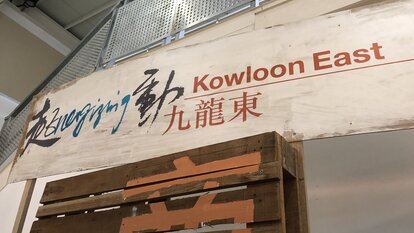 起 Energizing 動 Kowloon East
九龍東